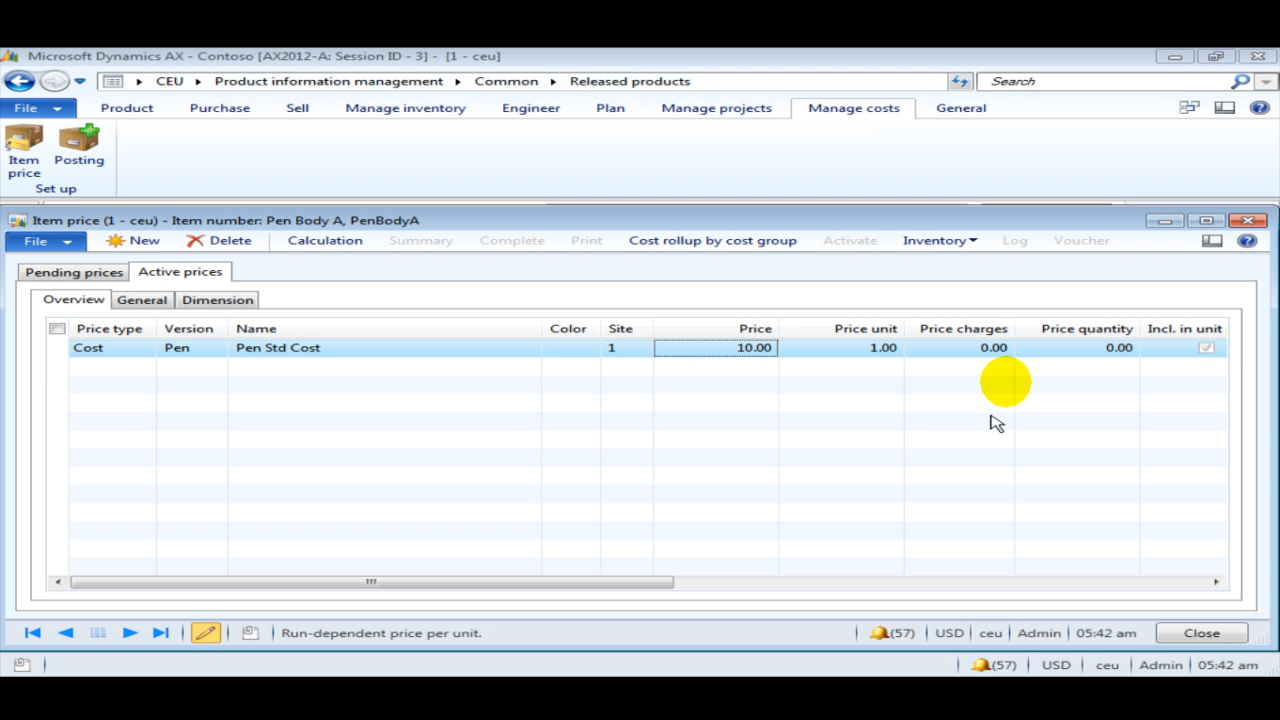 Microsoft Dynamics AX - Contoso [AX2012-A: Session ID - 3] - [1 - ceu]
CEU Product information management Common Released products Search
File Product Purchase Sell Manage inventory Engineer Plan Manage projects Manage costs General
Item price Posting
Set up
Item price (1 - ceu) - Item number: Pen Body A, PenBodyA
File New Delete Calculation Summary Complete Print Cost rollup by cost group Activate Inventory Log Voucher
Pending prices Active prices
Overview General Dimension
Price type Version Name Color Site Price Price unit Price charges Price quantity Incl. in unit
Cost Pen Pen Std Cost 1 10.00 1.00 0.00 0.00
Run-dependent price per unit. (57) USD ceu Admin 05:42 am Close
(57) USD ceu Admin 05:42 am